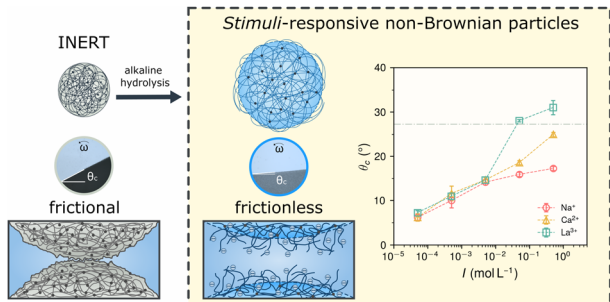 INERT
alkaline
hydrolysis
ω
θc
frictional
Stimuli-responsive non-Brownian particles
ω
θc
frictionless
40
30
20
10
0
θc (°)
10⁻⁵ 10⁻⁴ 10⁻³ 10⁻² 10⁻¹ 10⁰
I (mol L⁻¹)
Na⁺
Ca²⁺
La³⁺